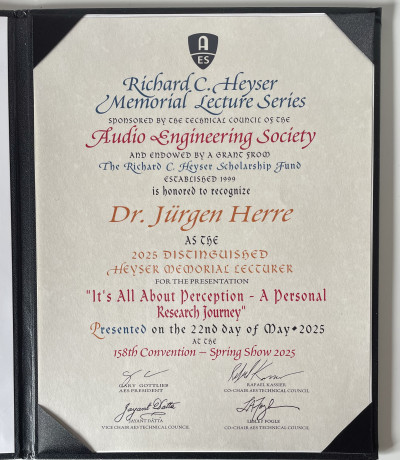 A
ES
Richard C. Heyser
Memorial Lecture Series
SPONSORED BY THE TECHNICAL COUNCIL OF THE
Audio Engineering Society
AND ENDOWED BY A GRANT FROM
The Richard C. Heyser Scholarship Fund
ESTABLISHED 1999
is honored to recognize
Dr. Jürgen Herre
AS THE
2025 DISTINGUISHED
HEYSER MEMORIAL LECTURER
FOR THE PRESENTATION
"It's All About Perception - A Personal
Research Journey"
Presented on the 22nd day of May • 2025
AT THE
158th Convention – Spring Show 2025
GARY GOTTLIEB
AES PRESIDENT
RAFAEL KASSIER
CO-CHAIR AES TECHNICAL COUNCIL
Jayant Datta
JAYANT DATTA
VICE CHAIR AES TECHNICAL COUNCIL
LESLEY FOGLE
CO-CHAIR AES TECHNICAL COUNCIL